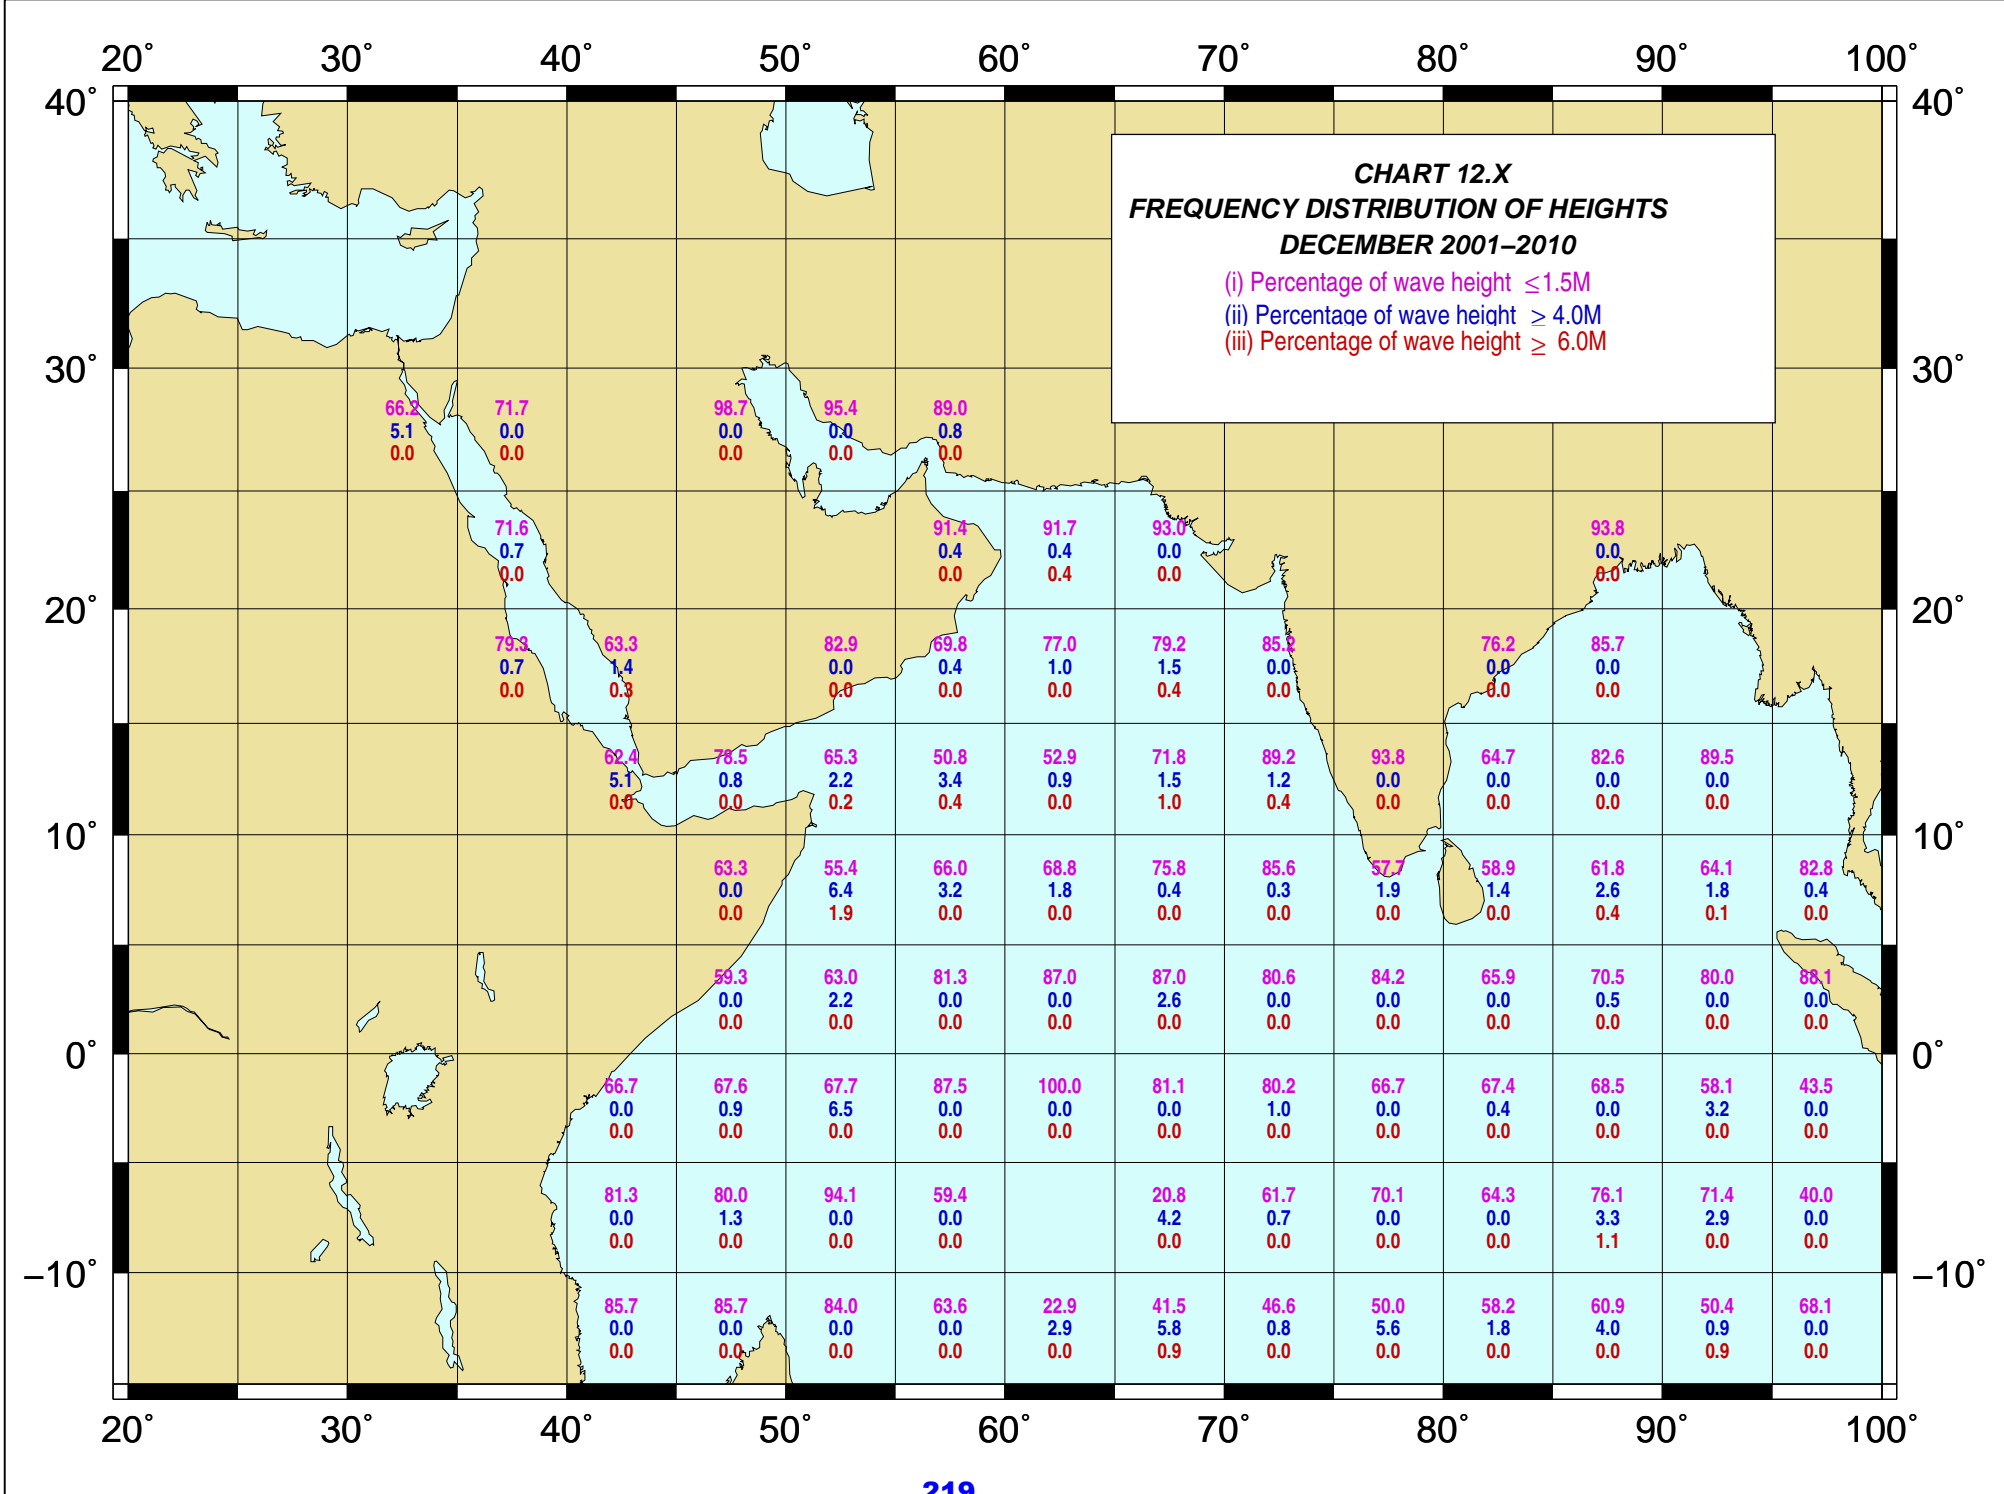 20° 30° 40° 50° 60° 70° 80° 90° 100°
40° 40°
CHART 12.X
FREQUENCY DISTRIBUTION OF HEIGHTS
DECEMBER 2001–2010
(i) Percentage of wave height ≤1.5M
(ii) Percentage of wave height ≥ 4.0M
(iii) Percentage of wave height ≥ 6.0M
30° 30°
66.2 71.7 98.7 95.4 89.0
5.1 0.0 0.0 0.0 0.8
0.0 0.0 0.0 0.0 0.0
71.6 91.4 91.7 93.0 93.8
0.7 0.4 0.4 0.0 0.0
0.0 0.0 0.4 0.0 0.0
20° 20°
79.3 63.3 82.9 69.8 77.0 79.2 85.2 76.2 85.7
0.7 1.4 0.0 0.4 1.0 1.5 0.0 0.0 0.0
0.0 0.3 0.0 0.0 0.0 0.4 0.0 0.0 0.0
62.4 78.5 65.3 50.8 52.9 71.8 89.2 93.8 64.7 82.6 89.5
5.1 0.8 2.2 3.4 0.9 1.5 1.2 0.0 0.0 0.0 0.0
0.0 0.0 0.2 0.4 0.0 1.0 0.4 0.0 0.0 0.0 0.0
10° 10°
63.3 55.4 66.0 68.8 75.8 85.6 57.7 58.9 61.8 64.1 82.8
0.0 6.4 3.2 1.8 0.4 0.3 1.9 1.4 2.6 1.8 0.4
0.0 1.9 0.0 0.0 0.0 0.0 0.0 0.0 0.4 0.1 0.0
59.3 63.0 81.3 87.0 87.0 80.6 84.2 65.9 70.5 80.0 88.1
0.0 2.2 0.0 0.0 2.6 0.0 0.0 0.0 0.5 0.0 0.0
0.0 0.0 0.0 0.0 0.0 0.0 0.0 0.0 0.0 0.0 0.0
0° 0°
66.7 67.6 67.7 87.5 100.0 81.1 80.2 66.7 67.4 68.5 58.1 43.5
0.0 0.9 6.5 0.0 0.0 0.0 1.0 0.0 0.4 0.0 3.2 0.0
0.0 0.0 0.0 0.0 0.0 0.0 0.0 0.0 0.0 0.0 0.0 0.0
81.3 80.0 94.1 59.4 20.8 61.7 70.1 64.3 76.1 71.4 40.0
0.0 1.3 0.0 0.0 4.2 0.7 0.0 0.0 3.3 2.9 0.0
0.0 0.0 0.0 0.0 0.0 0.0 0.0 0.0 1.1 0.0 0.0
–10° –10°
85.7 85.7 84.0 63.6 22.9 41.5 46.6 50.0 58.2 60.9 50.4 68.1
0.0 0.0 0.0 0.0 2.9 5.8 0.8 5.6 1.8 4.0 0.9 0.0
0.0 0.0 0.0 0.0 0.0 0.9 0.0 0.0 0.0 0.0 0.9 0.0
20° 30° 40° 50° 60° 70° 80° 90° 100°
219